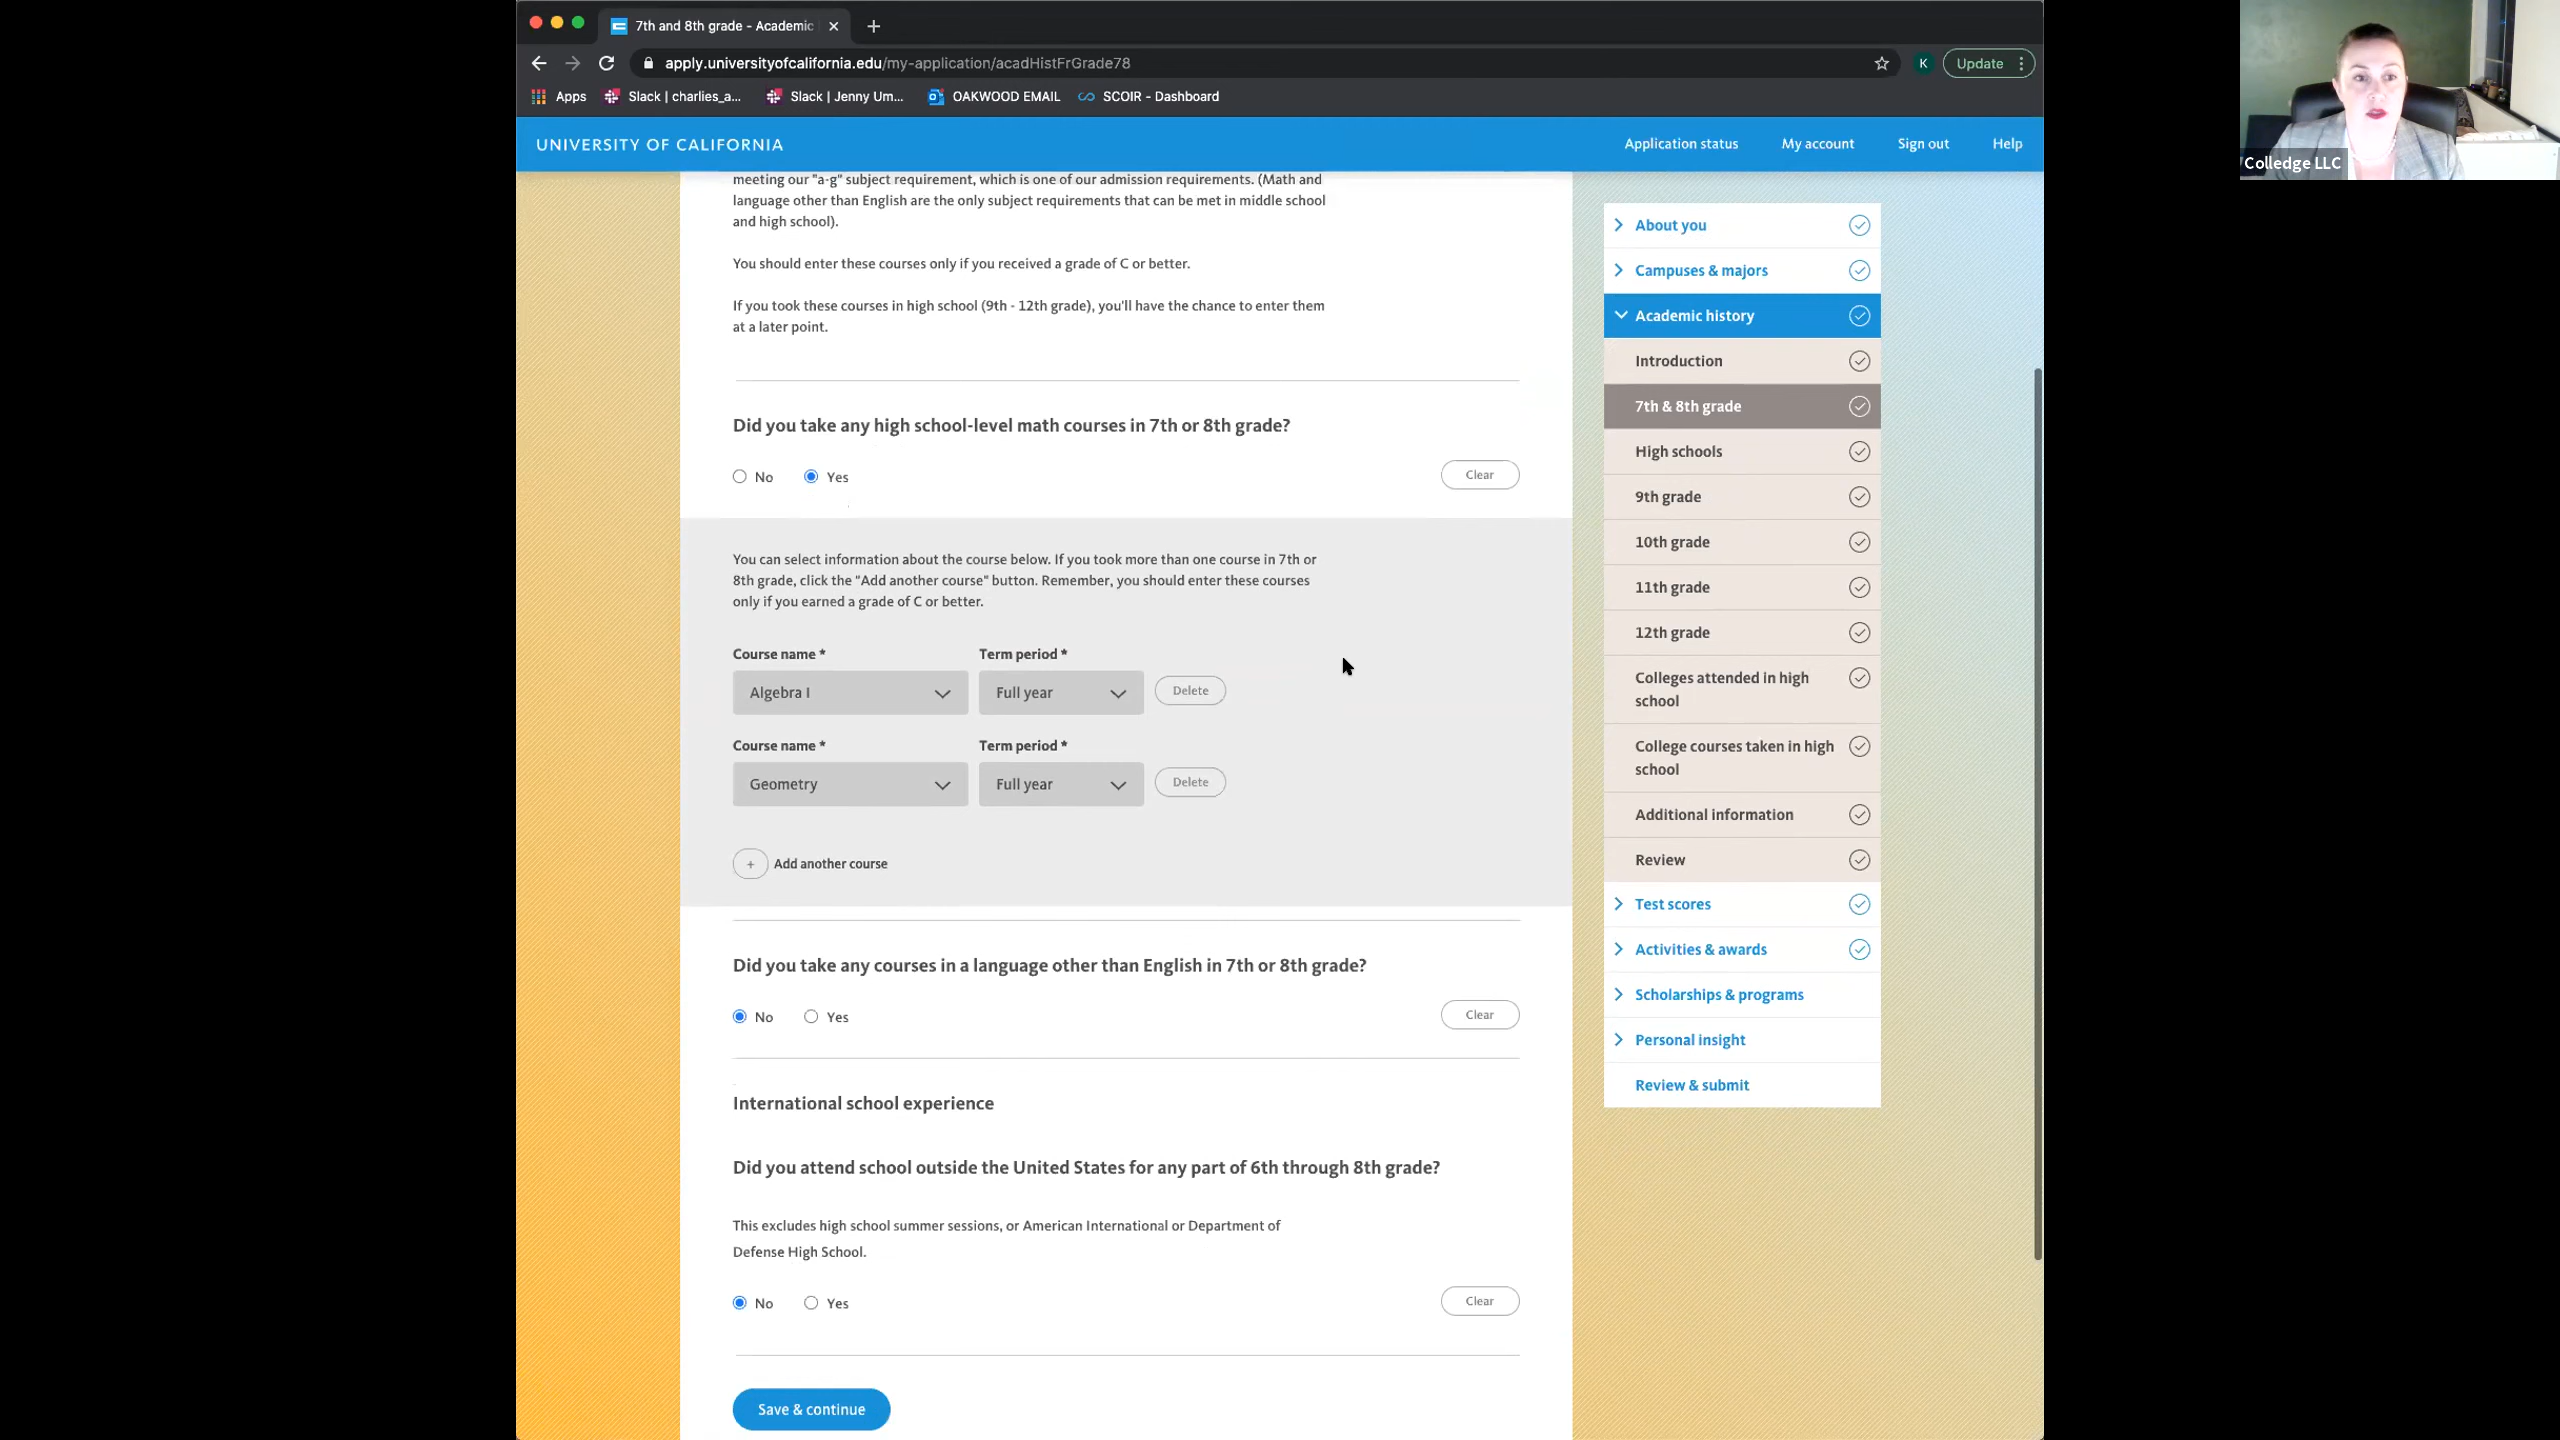 7th and 8th grade - Academic
apply.universityofcalifornia.edu/my-application/acadHistFrGrade78
K
Update
Apps
Slack | charlies_a...
Slack | Jenny Um...
OAKWOOD EMAIL
SCOIR - Dashboard
Colledge LLC
UNIVERSITY OF CALIFORNIA
Application status
My account
Sign out
Help
meeting our "a-g" subject requirement, which is one of our admission requirements. (Math and
language other than English are the only subject requirements that can be met in middle school
and high school).
You should enter these courses only if you received a grade of C or better.
If you took these courses in high school (9th - 12th grade), you'll have the chance to enter them
at a later point.
Did you take any high school-level math courses in 7th or 8th grade?
No
Yes
Clear
You can select information about the course below. If you took more than one course in 7th or
8th grade, click the "Add another course" button. Remember, you should enter these courses
only if you earned a grade of C or better.
Course name *
Term period *
Algebra I
Full year
Delete
Course name *
Term period *
Geometry
Full year
Delete
+ Add another course
Did you take any courses in a language other than English in 7th or 8th grade?
No
Yes
Clear
International school experience
Did you attend school outside the United States for any part of 6th through 8th grade?
This excludes high school summer sessions, or American International or Department of
Defense High School.
No
Yes
Clear
Save & continue
About you
Campuses & majors
Academic history
Introduction
7th & 8th grade
High schools
9th grade
10th grade
11th grade
12th grade
Colleges attended in high
school
College courses taken in high
school
Additional information
Review
Test scores
Activities & awards
Scholarships & programs
Personal insight
Review & submit